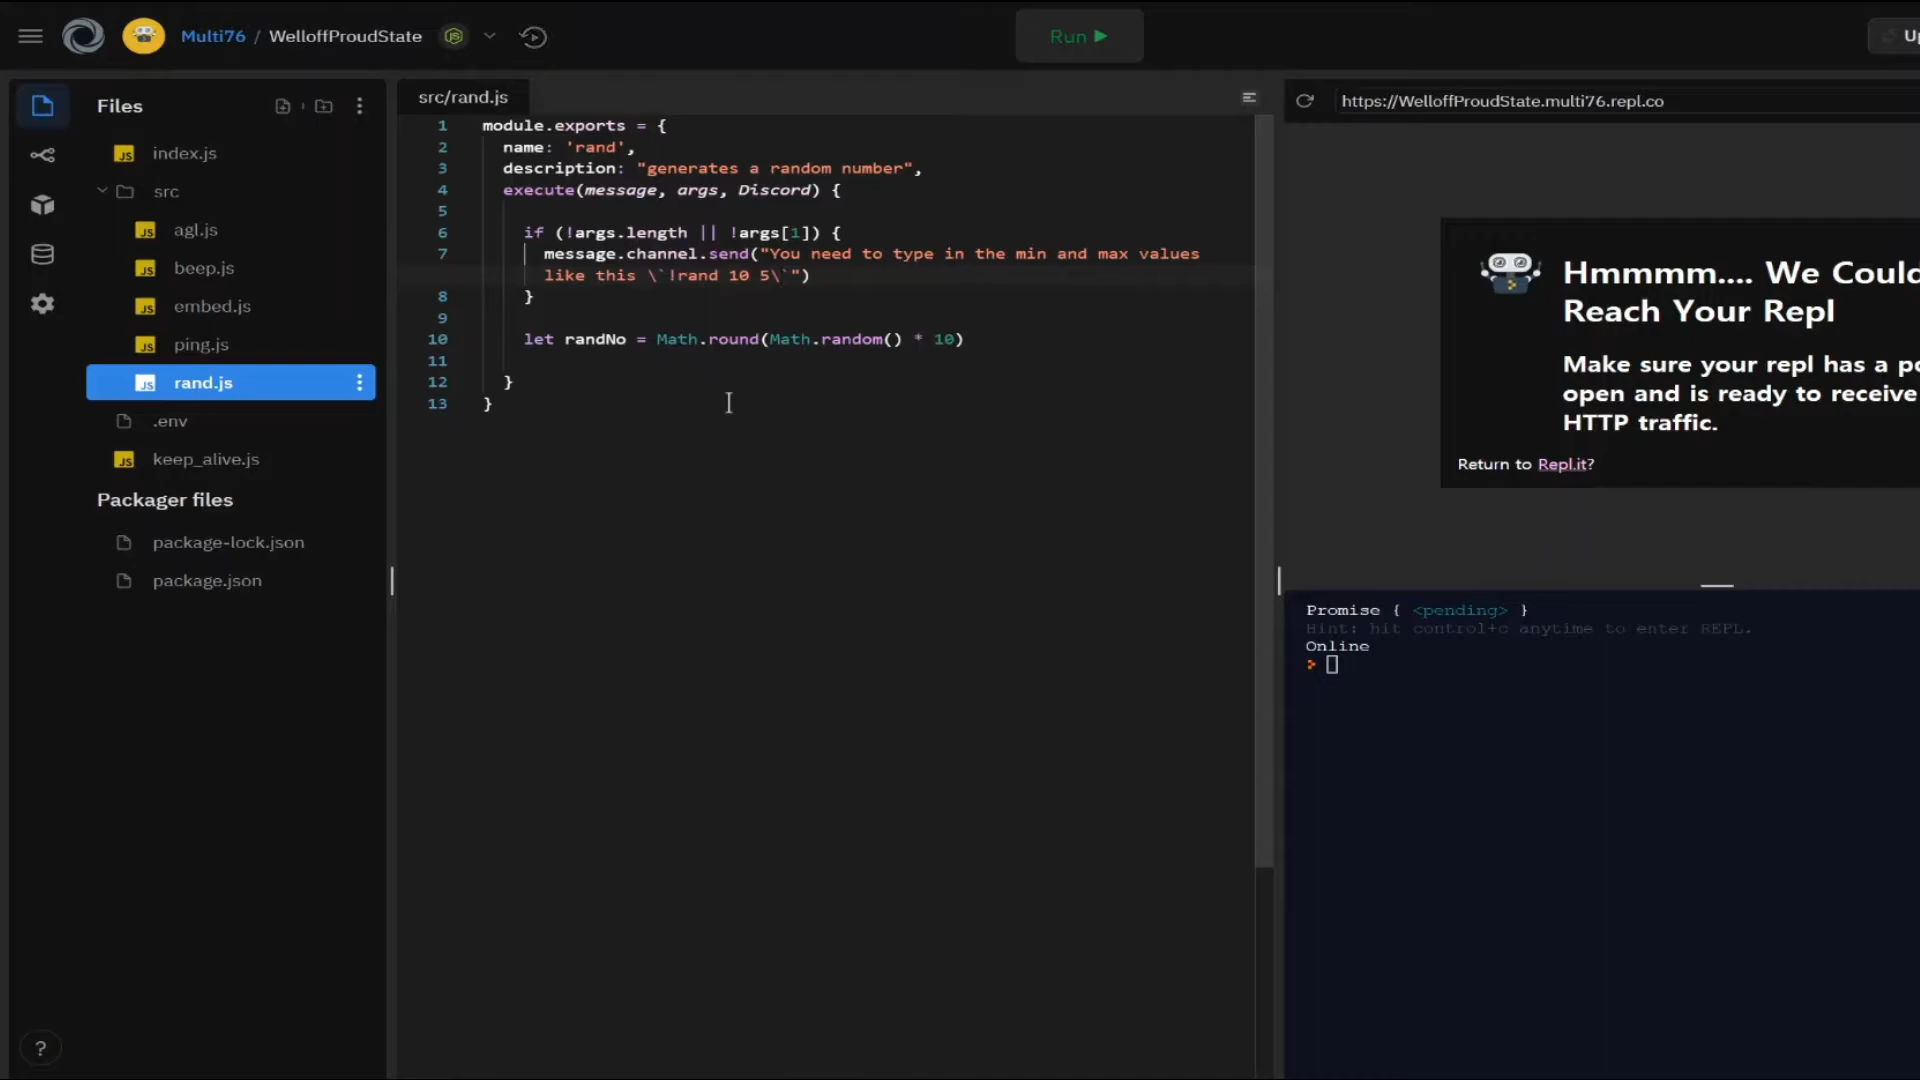 Multi76 / WelloffProudState
Run
Files
index.js
src
agl.js
beep.js
embed.js
ping.js
rand.js
.env
keep_alive.js
Packager files
package-lock.json
package.json
?
src/rand.js
1 module.exports = {
2 name: 'rand',
3 description: "generates a random number",
4 execute(message, args, Discord) {
5
6 if (!args.length || !args[1]) {
7 message.channel.send("You need to type in the min and max values
like this \`!rand 10 5\`")
8 }
9
10 let randNo = Math.round(Math.random() * 10)
11
12 }
13 }
https://WelloffProudState.multi76.repl.co
Hmmmm.... We Could
Reach Your Repl
Make sure your repl has a po
open and is ready to receive
HTTP traffic.
Return to Repl.it?
Promise { <pending> }
Hint: hit control+c anytime to enter REPL.
Online
>